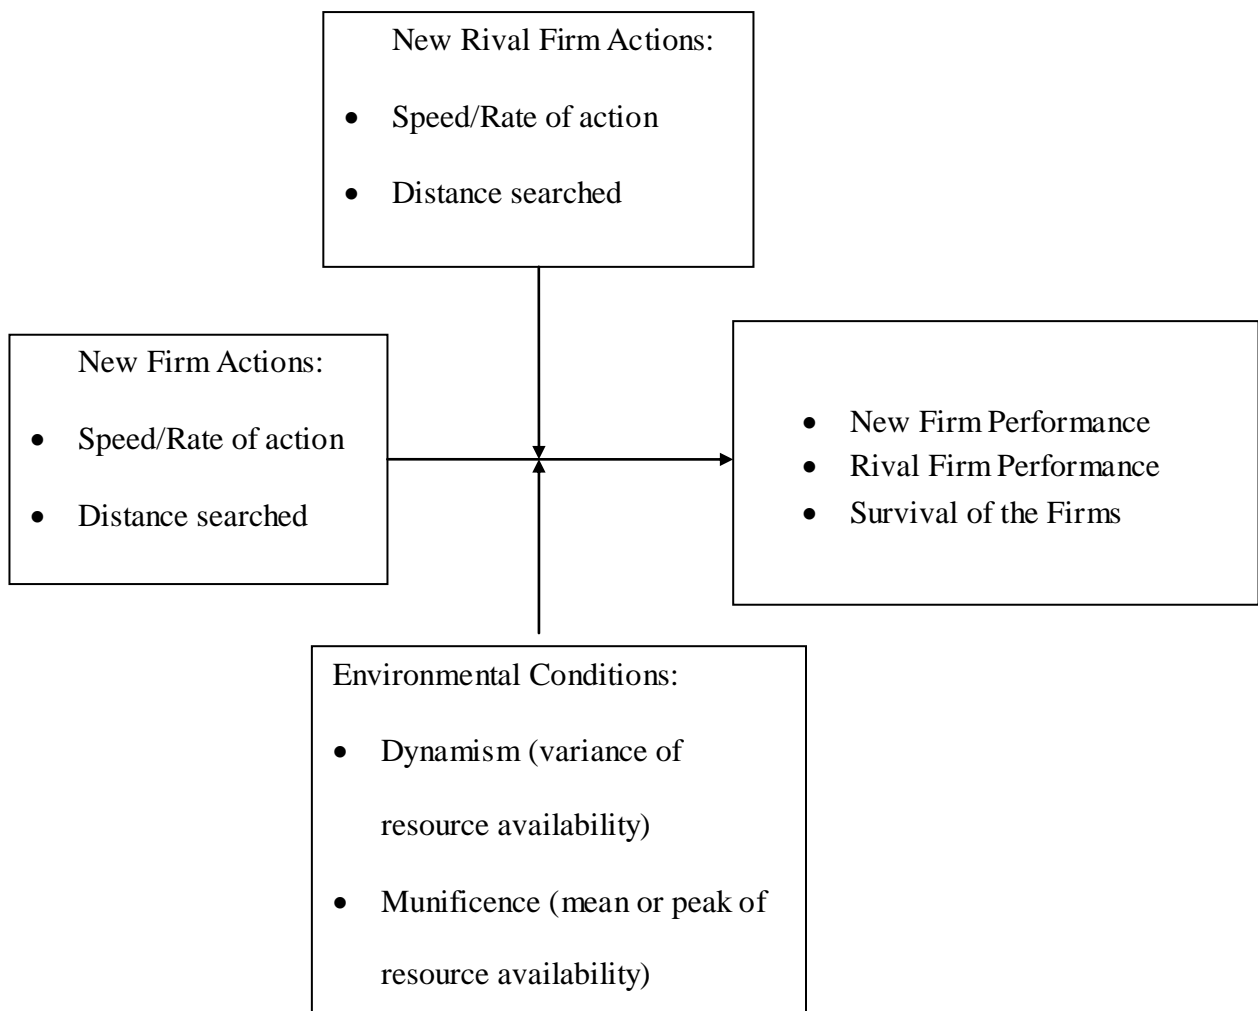 New Rival Firm Actions:
• Speed/Rate of action
• Distance searched
New Firm Actions:
• Speed/Rate of action
• Distance searched
• New Firm Performance
• Rival Firm Performance
• Survival of the Firms
Environmental Conditions:
• Dynamism (variance of
resource availability)
• Munificence (mean or peak of
resource availability)